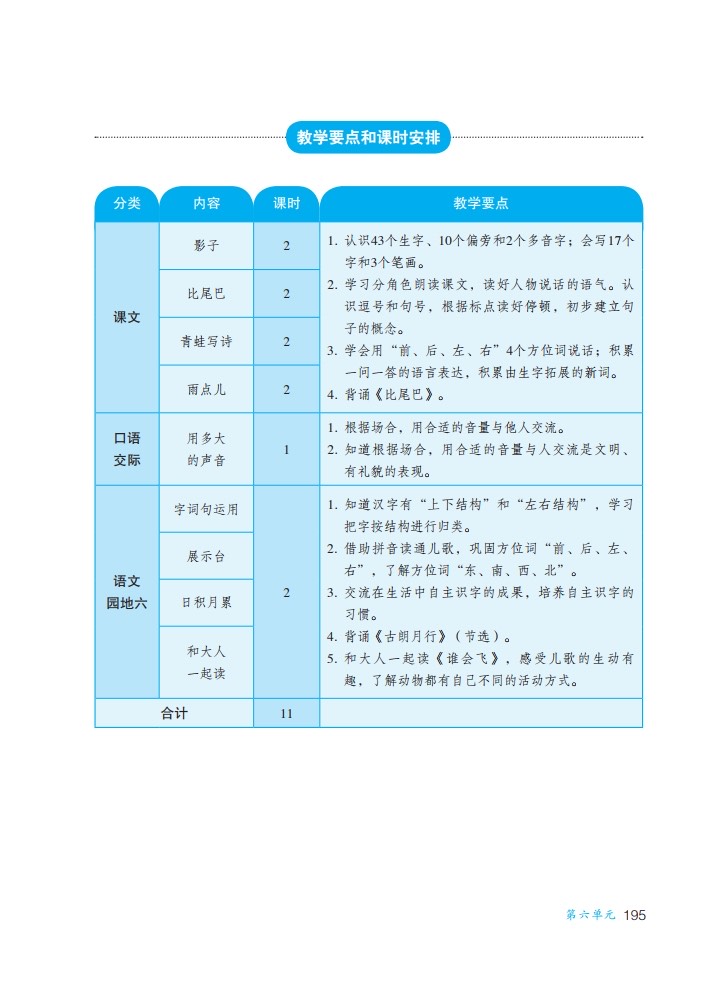 教学要点和课时安排
分类 内容 课时 教学要点
课文
影子 2
比尾巴 2
青蛙写诗 2
雨点儿 2
1. 认识43个生字、10个偏旁和2个多音字；会写17个
字和3个笔画。
2. 学习分角色朗读课文，读好人物说话的语气。认
识逗号和句号，根据标点读好停顿，初步建立句
子的概念。
3. 学会用“前、后、左、右”4个方位词说话；积累
一问一答的语言表达，积累由生字拓展的新词。
4. 背诵《比尾巴》。
口语
交际
用多大
的声音
1
1. 根据场合，用合适的音量与他人交流。
2. 知道根据场合，用合适的音量与人交流是文明、
有礼貌的表现。
语文
园地六
字词句运用
展示台
日积月累
和大人
一起读
2
1. 知道汉字有“上下结构”和“左右结构”，学习
把字按结构进行归类。
2. 借助拼音读通儿歌，巩固方位词“前、后、左、
右”，了解方位词“东、南、西、北”。
3. 交流在生活中自主识字的成果，培养自主识字的
习惯。
4. 背诵《古朗月行》（节选）。
5. 和大人一起读《谁会飞》，感受儿歌的生动有
趣，了解动物都有自己不同的活动方式。
合计 11
第六单元 195